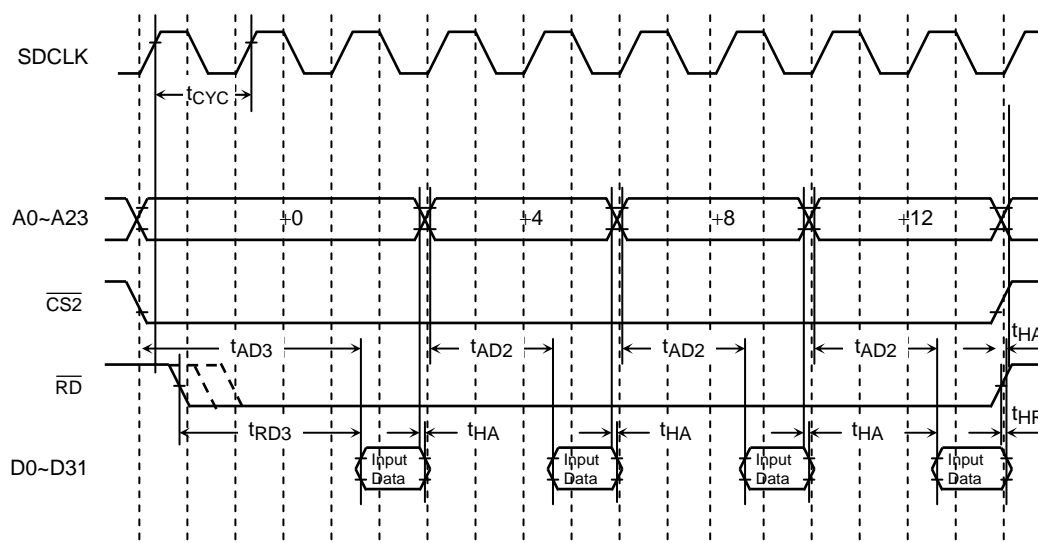 SDCLK
tCYC
A0~A23 +0 +4 +8 +12
CS2
tAD3 tAD2 tAD2 tAD2 tHA
RD
tRD3 tHA tHA tHA tHR
D0~D31 Input Data Input Data Input Data Input Data